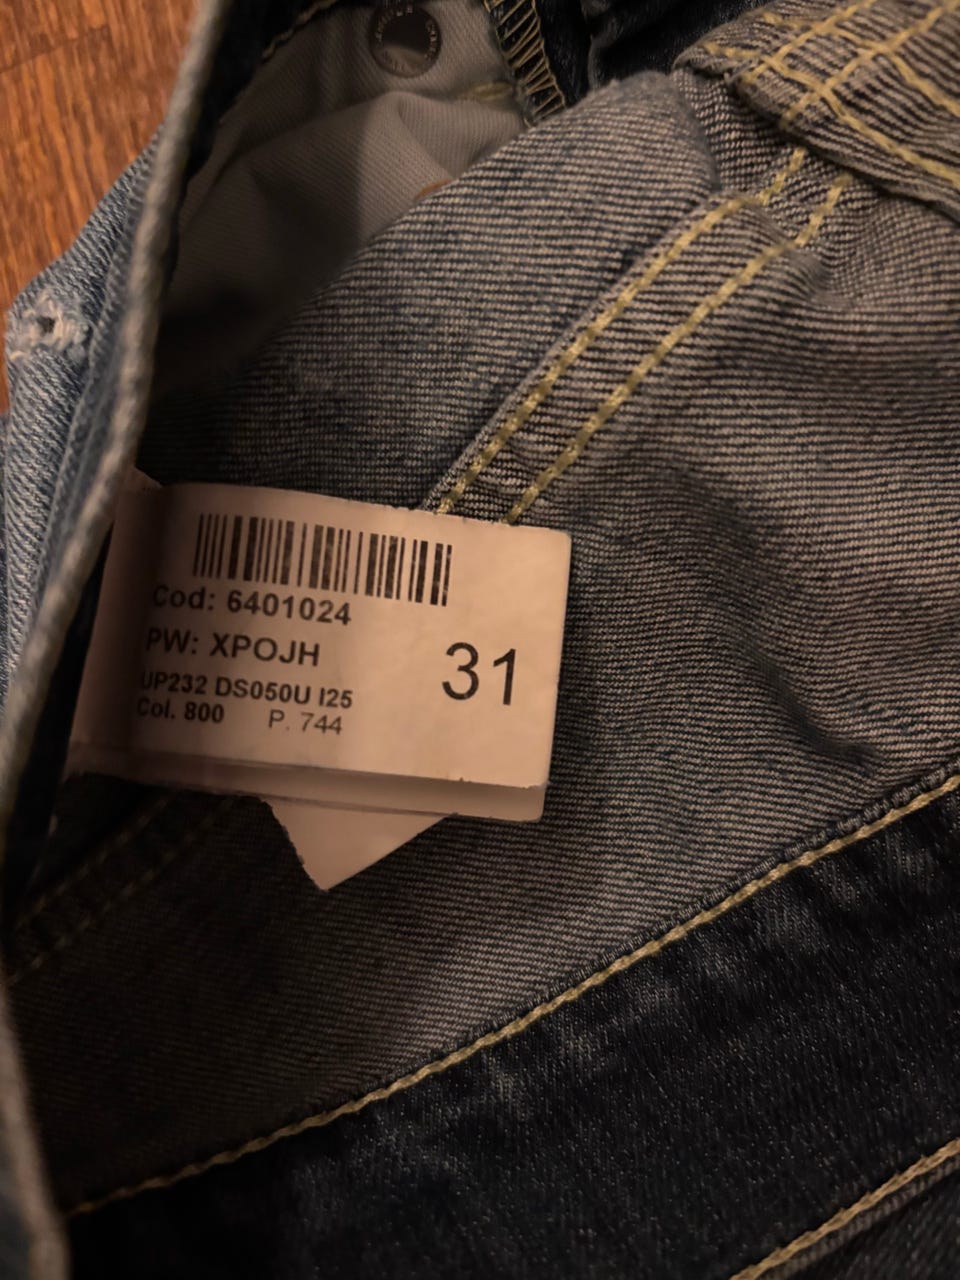 Cod: 6401024
PW: XPOJH
31
UP232 DS050U I25
Col. 800 P. 744